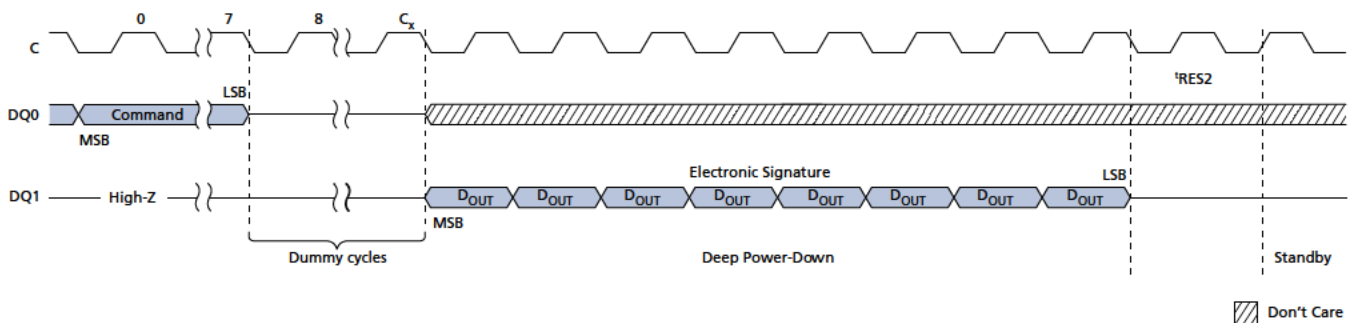 0 7 8 Cx
C
tRES2
LSB
DQ0 Command
MSB
Electronic Signature LSB
DQ1 High-Z DOUT DOUT DOUT DOUT DOUT DOUT DOUT DOUT
MSB
Dummy cycles Deep Power-Down Standby
Don't Care